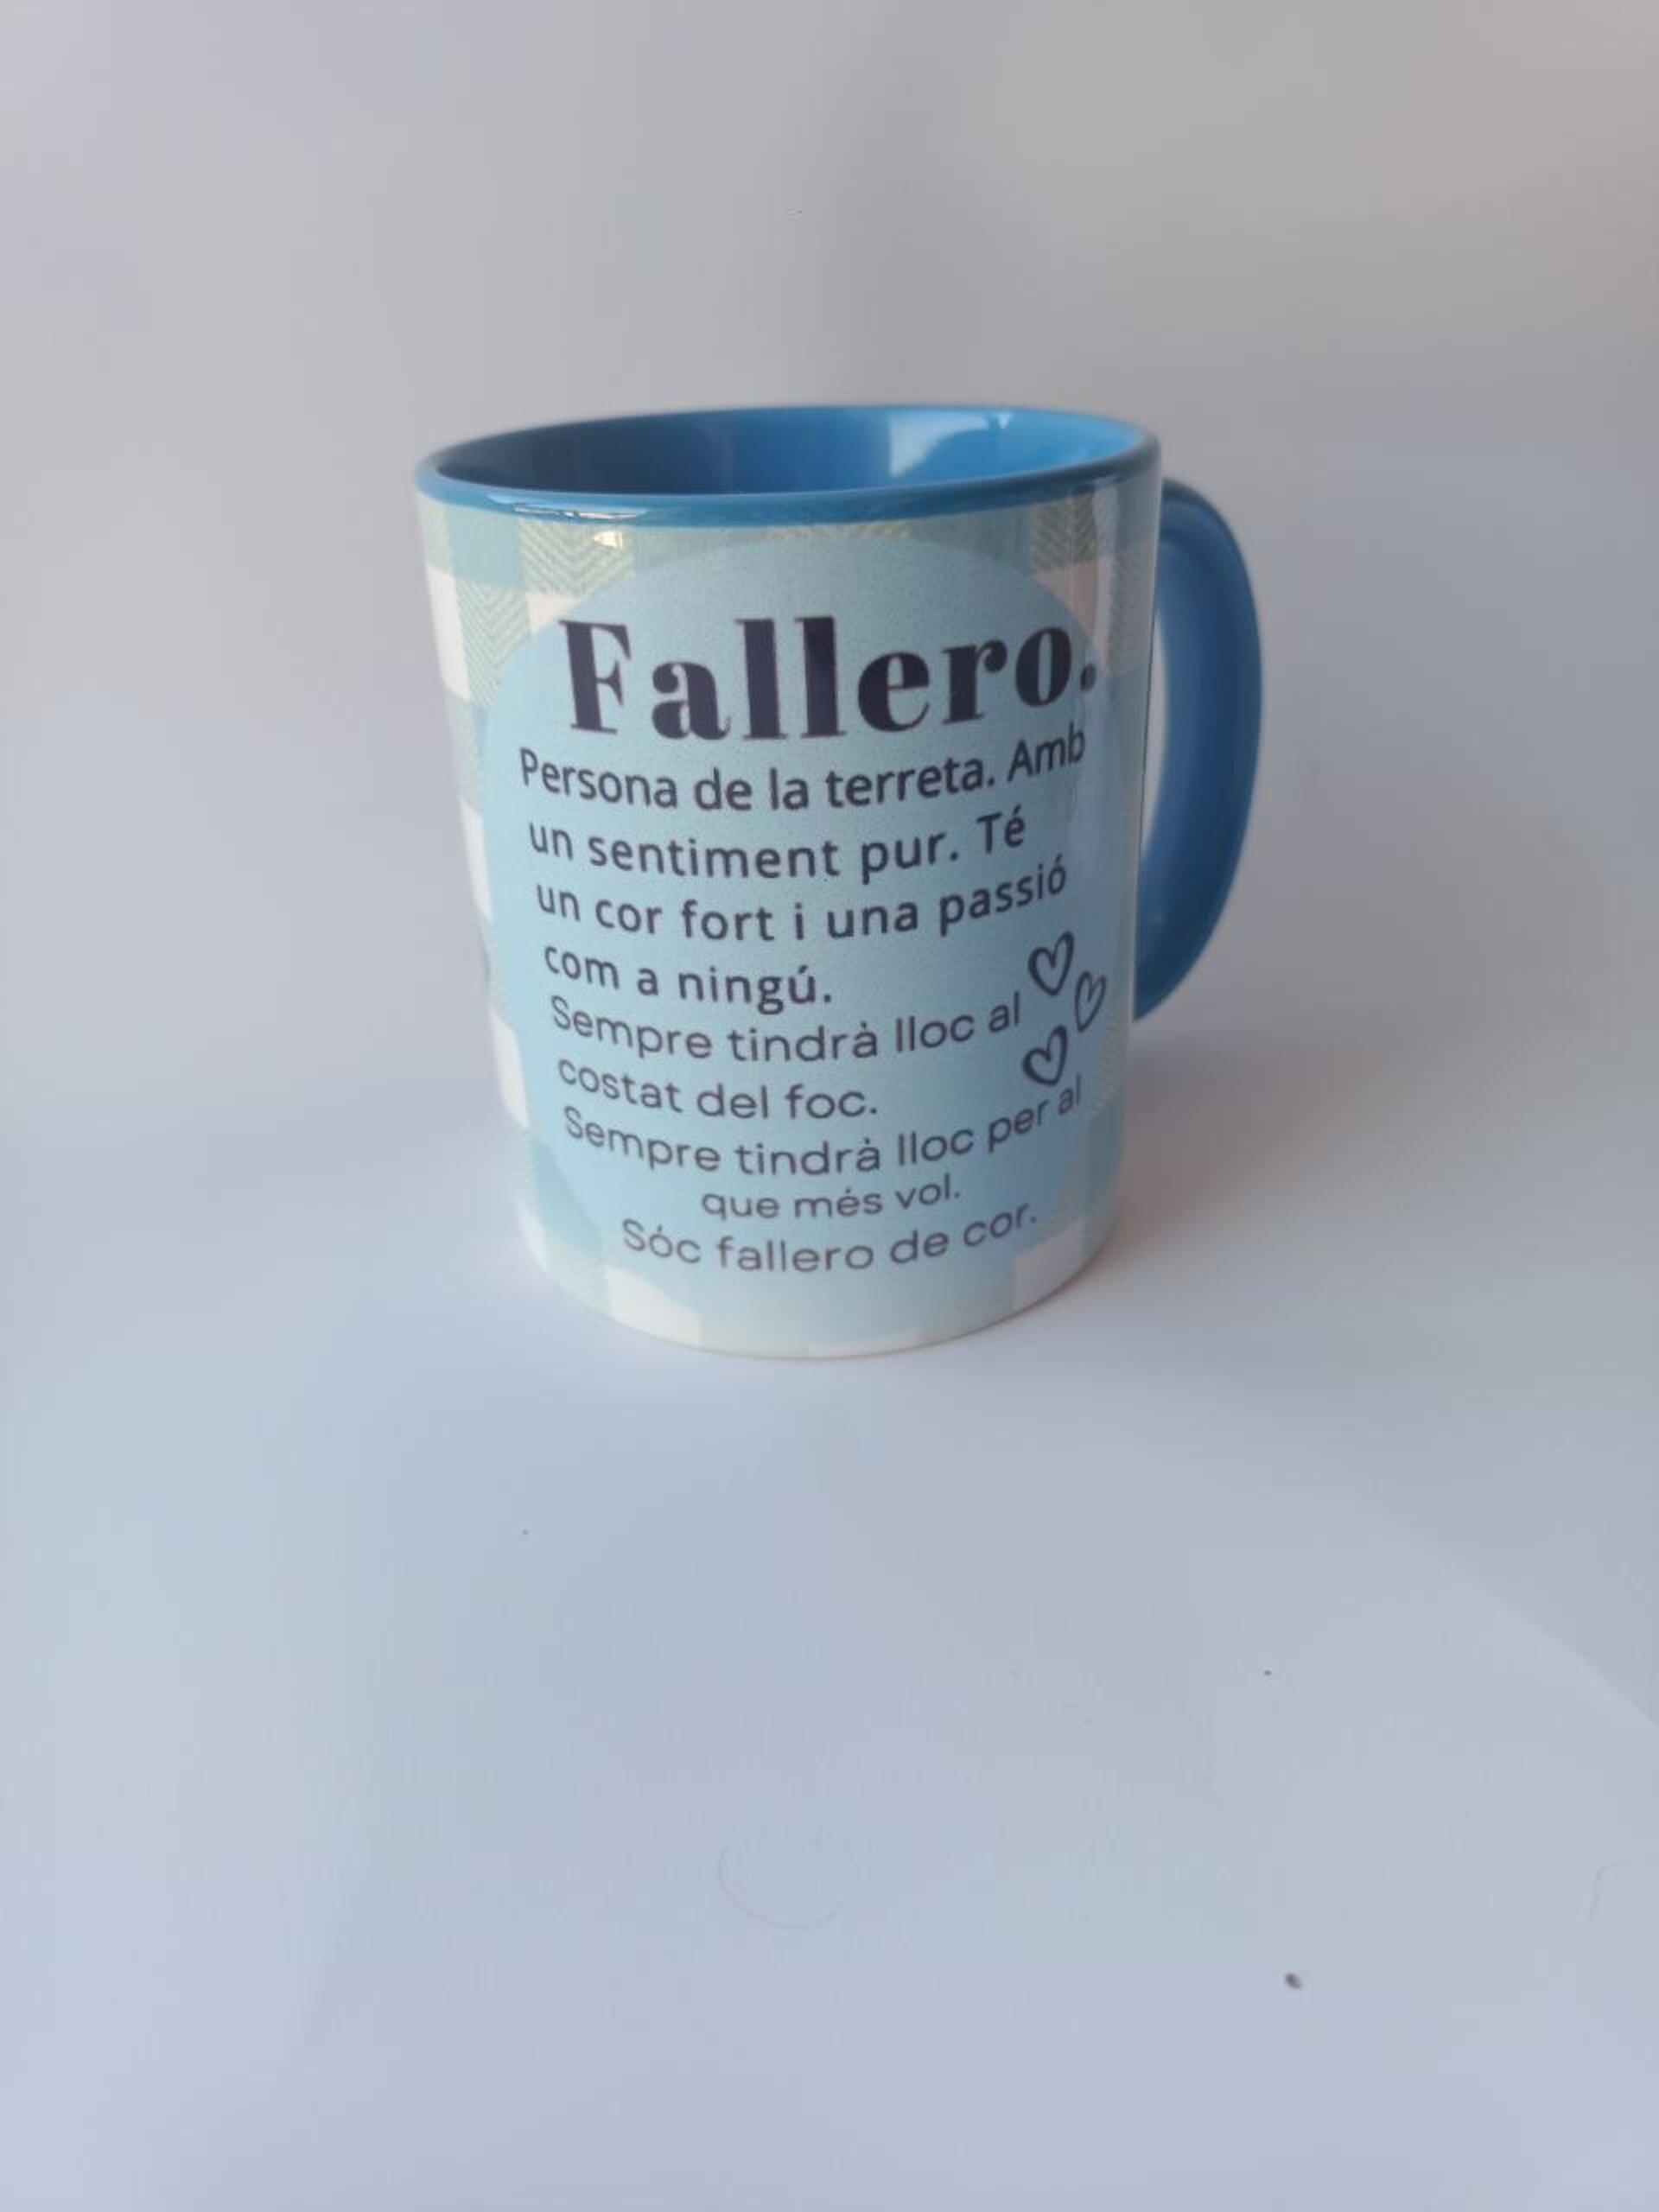 Fallero.
Persona de la terreta. Amb
un sentiment pur. Té
un cor fort i una passió
com a ningú.
Sempre tindrà lloc al
costat del foc.
Sempre tindrà lloc per al
que més vol.
Sóc fallero de cor.